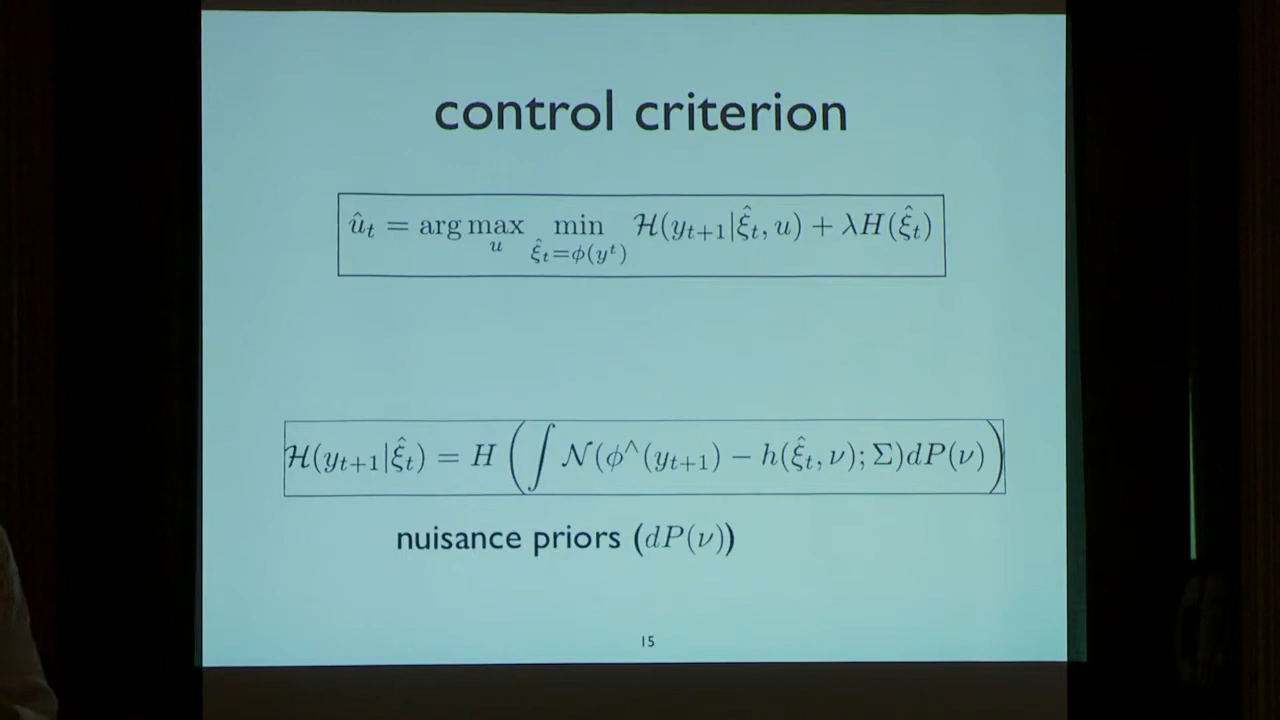 control criterion
û_t = arg max_u min_{ξ̂_t=ϕ(y^t)} ℋ(y_{t+1}|ξ̂_t, u) + λH(ξ̂_t)
ℋ(y_{t+1}|ξ̂_t) = H(∫ 𝒩(ϕ^∧(y_{t+1}) − h(ξ̂_t, ν); Σ)dP(ν))
nuisance priors (dP(ν))
15